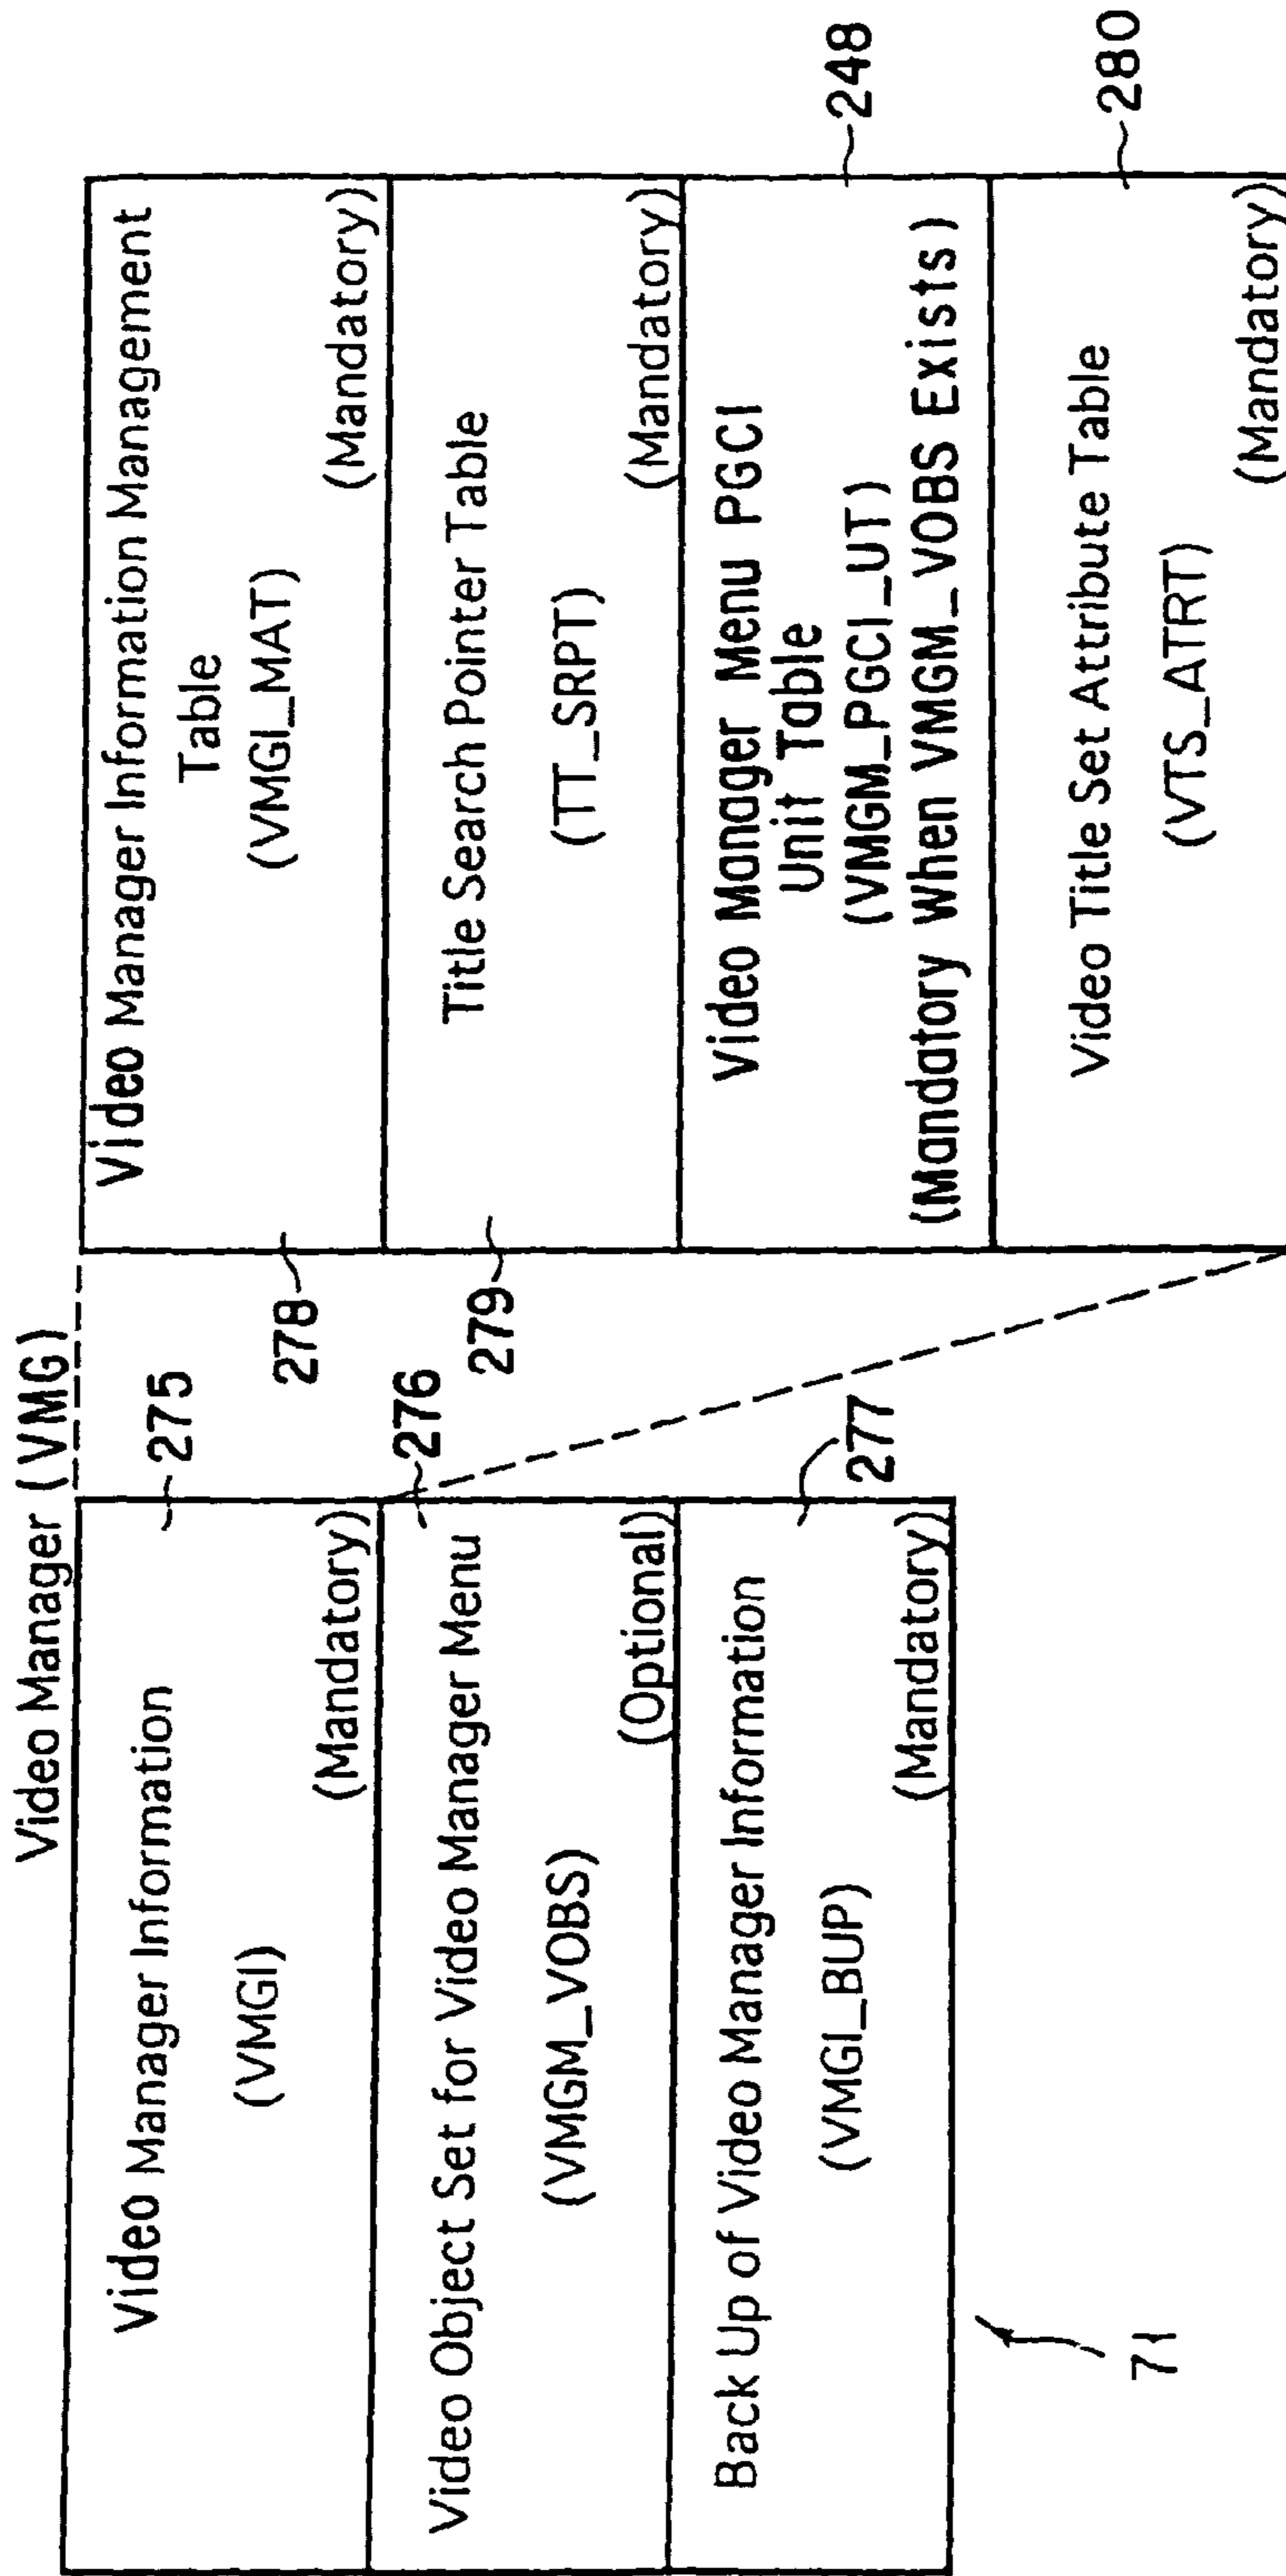 Video Manager (VMG)
275
Video Manager Information
(VMGI)
(Mandatory)
276
Video Object Set for Video Manager Menu
(VMGM_VOBS)
(Optional)
277
Back Up of Video Manager Information
(VMGI_BUP)
(Mandatory)
71
Video Manager Information Management
Table
(VMGI_MAT)
(Mandatory)
278
Title Search Pointer Table
(TT_SRPT)
(Mandatory)
279
Video Manager Menu PGCI
Unit Table
(VMGM_PGCI_UT)
(Mandatory When VMGM_VOBS Exists)
248
Video Title Set Attribute Table
(VTS_ATRT)
(Mandatory)
280